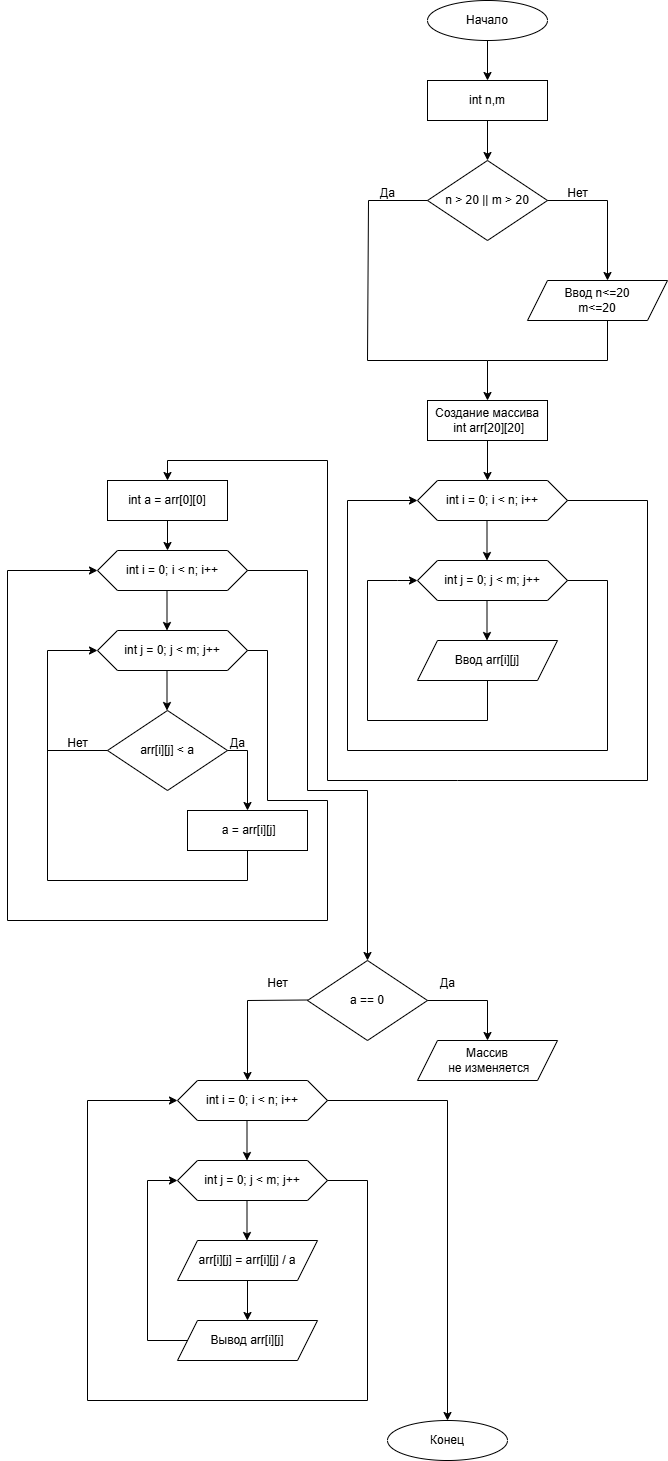 Начало
int n,m
Да
n > 20 || m > 20
Нет
Ввод n<=20
m<=20
Создание массива
int arr[20][20]
int i = 0; i < n; i++
int j = 0; j < m; j++
Ввод arr[i][j]
int a = arr[0][0]
int i = 0; i < n; i++
int j = 0; j < m; j++
Нет
arr[i][j] < a
Да
a = arr[i][j]
Нет
a == 0
Да
Массив
не изменяется
int i = 0; i < n; i++
int j = 0; j < m; j++
arr[i][j] = arr[i][j] / a
Вывод arr[i][j]
Конец